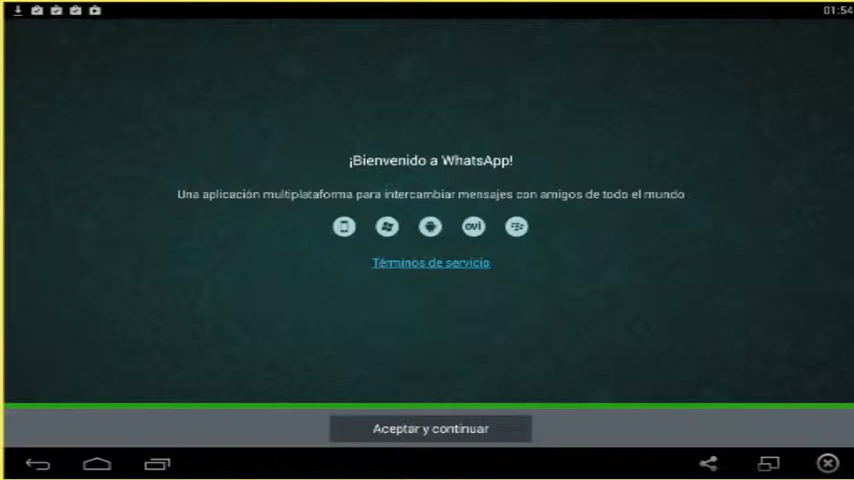 01:54
¡Bienvenido a WhatsApp!
Una aplicación multiplataforma para intercambiar mensajes con amigos de todo el mundo
ovi
Términos de servicio
Aceptar y continuar